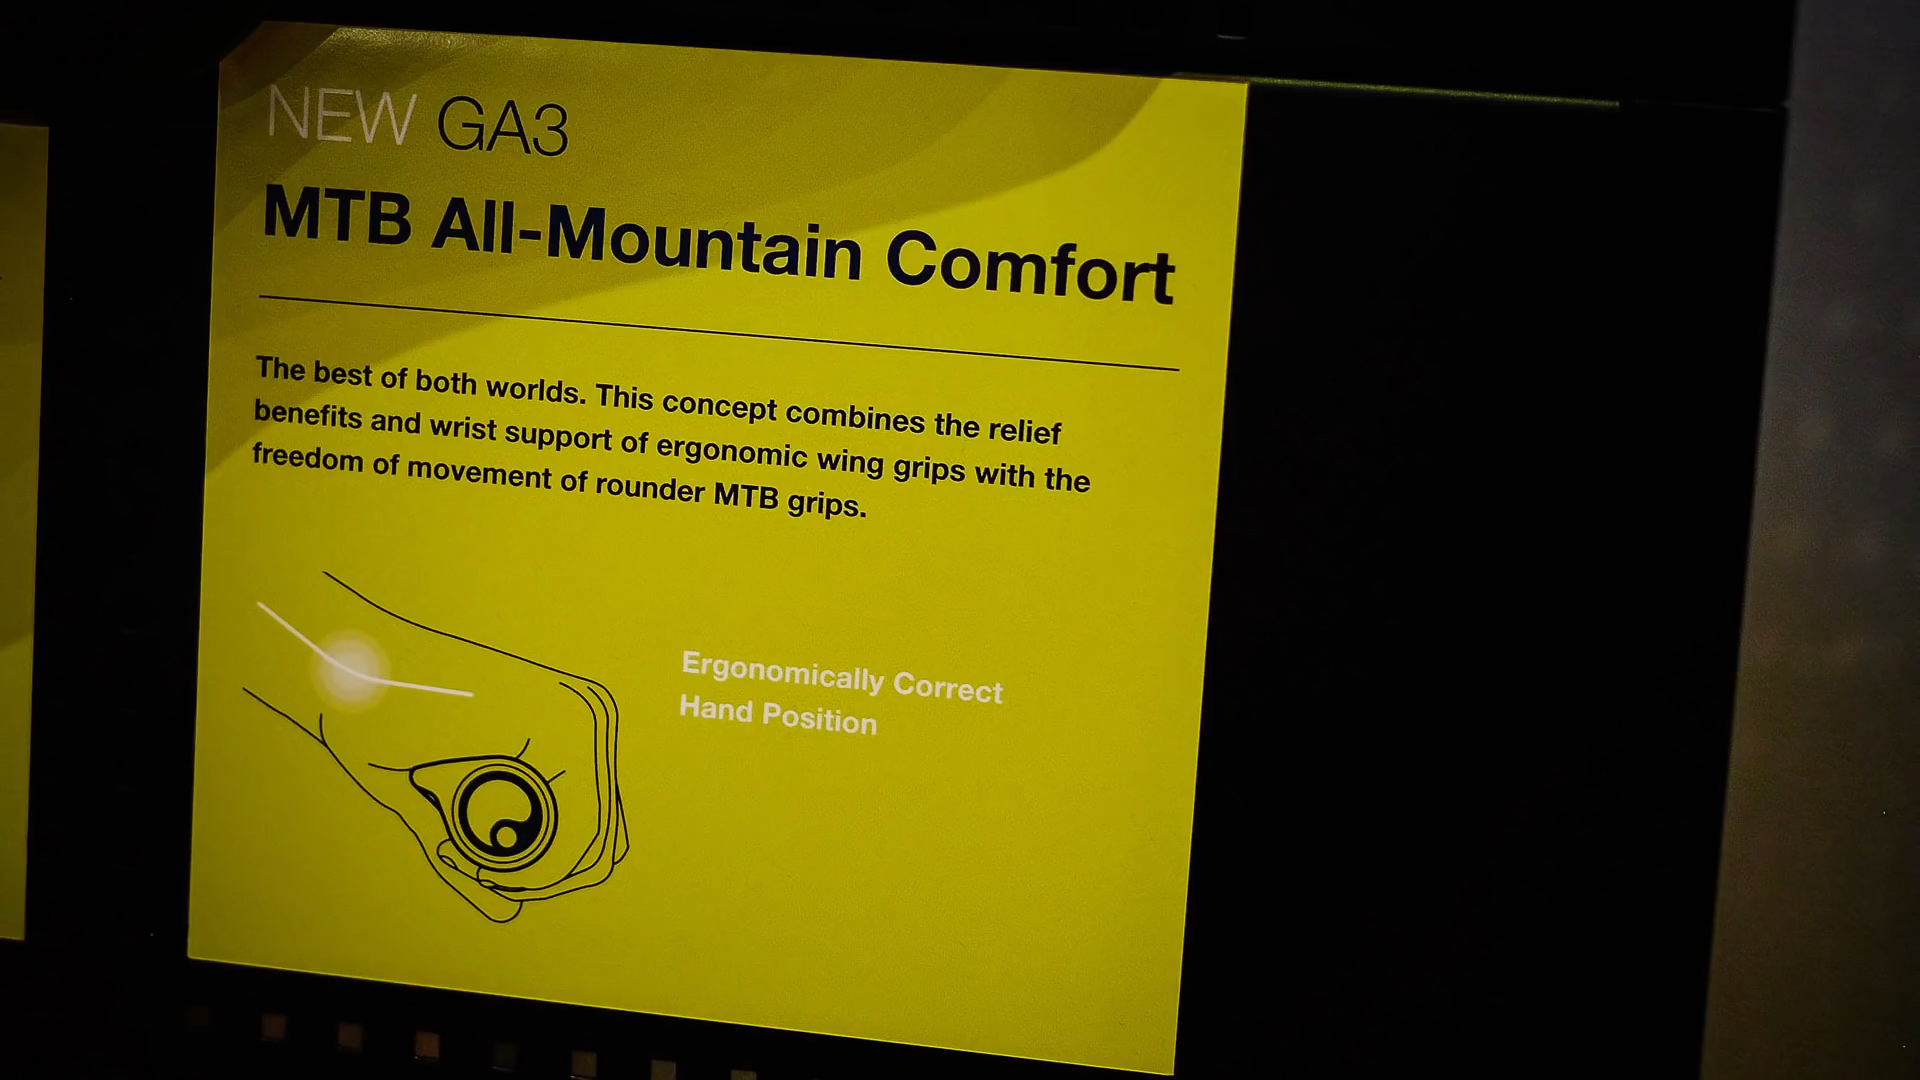 NEW GA3
MTB All-Mountain Comfort
The best of both worlds. This concept combines the relief
benefits and wrist support of ergonomic wing grips with the
freedom of movement of rounder MTB grips.
Ergonomically Correct
Hand Position